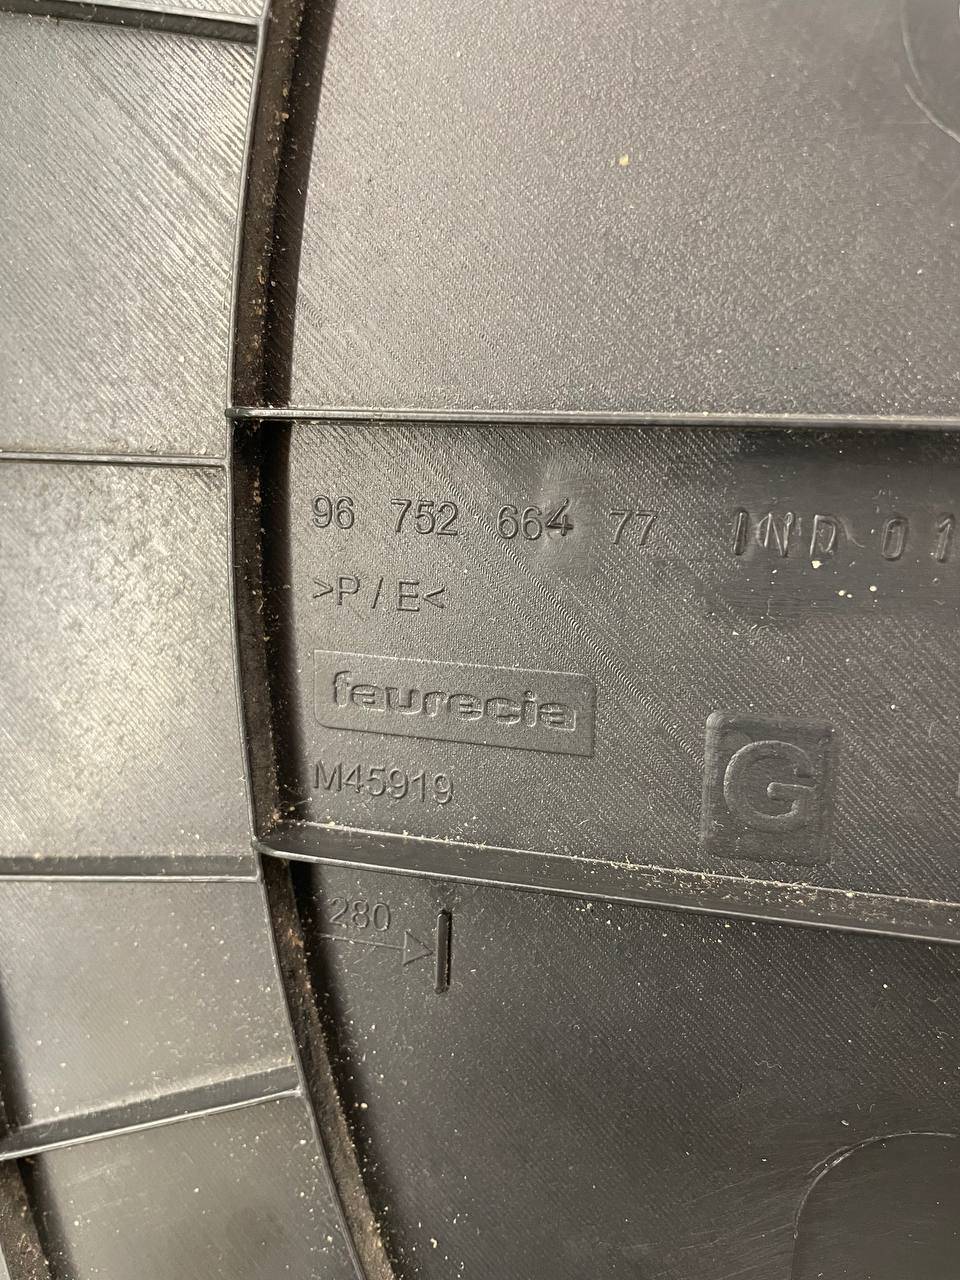 96 752 664 77 IND 01
>P/E<
faurecia
M45919
G
280